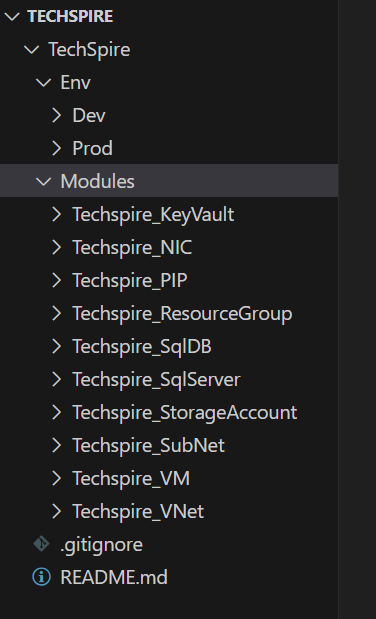 TECHSPIRE
TechSpire
Env
Dev
Prod
Modules
Techspire_KeyVault
Techspire_NIC
Techspire_PIP
Techspire_ResourceGroup
Techspire_SqlDB
Techspire_SqlServer
Techspire_StorageAccount
Techspire_SubNet
Techspire_VM
Techspire_VNet
.gitignore
README.md